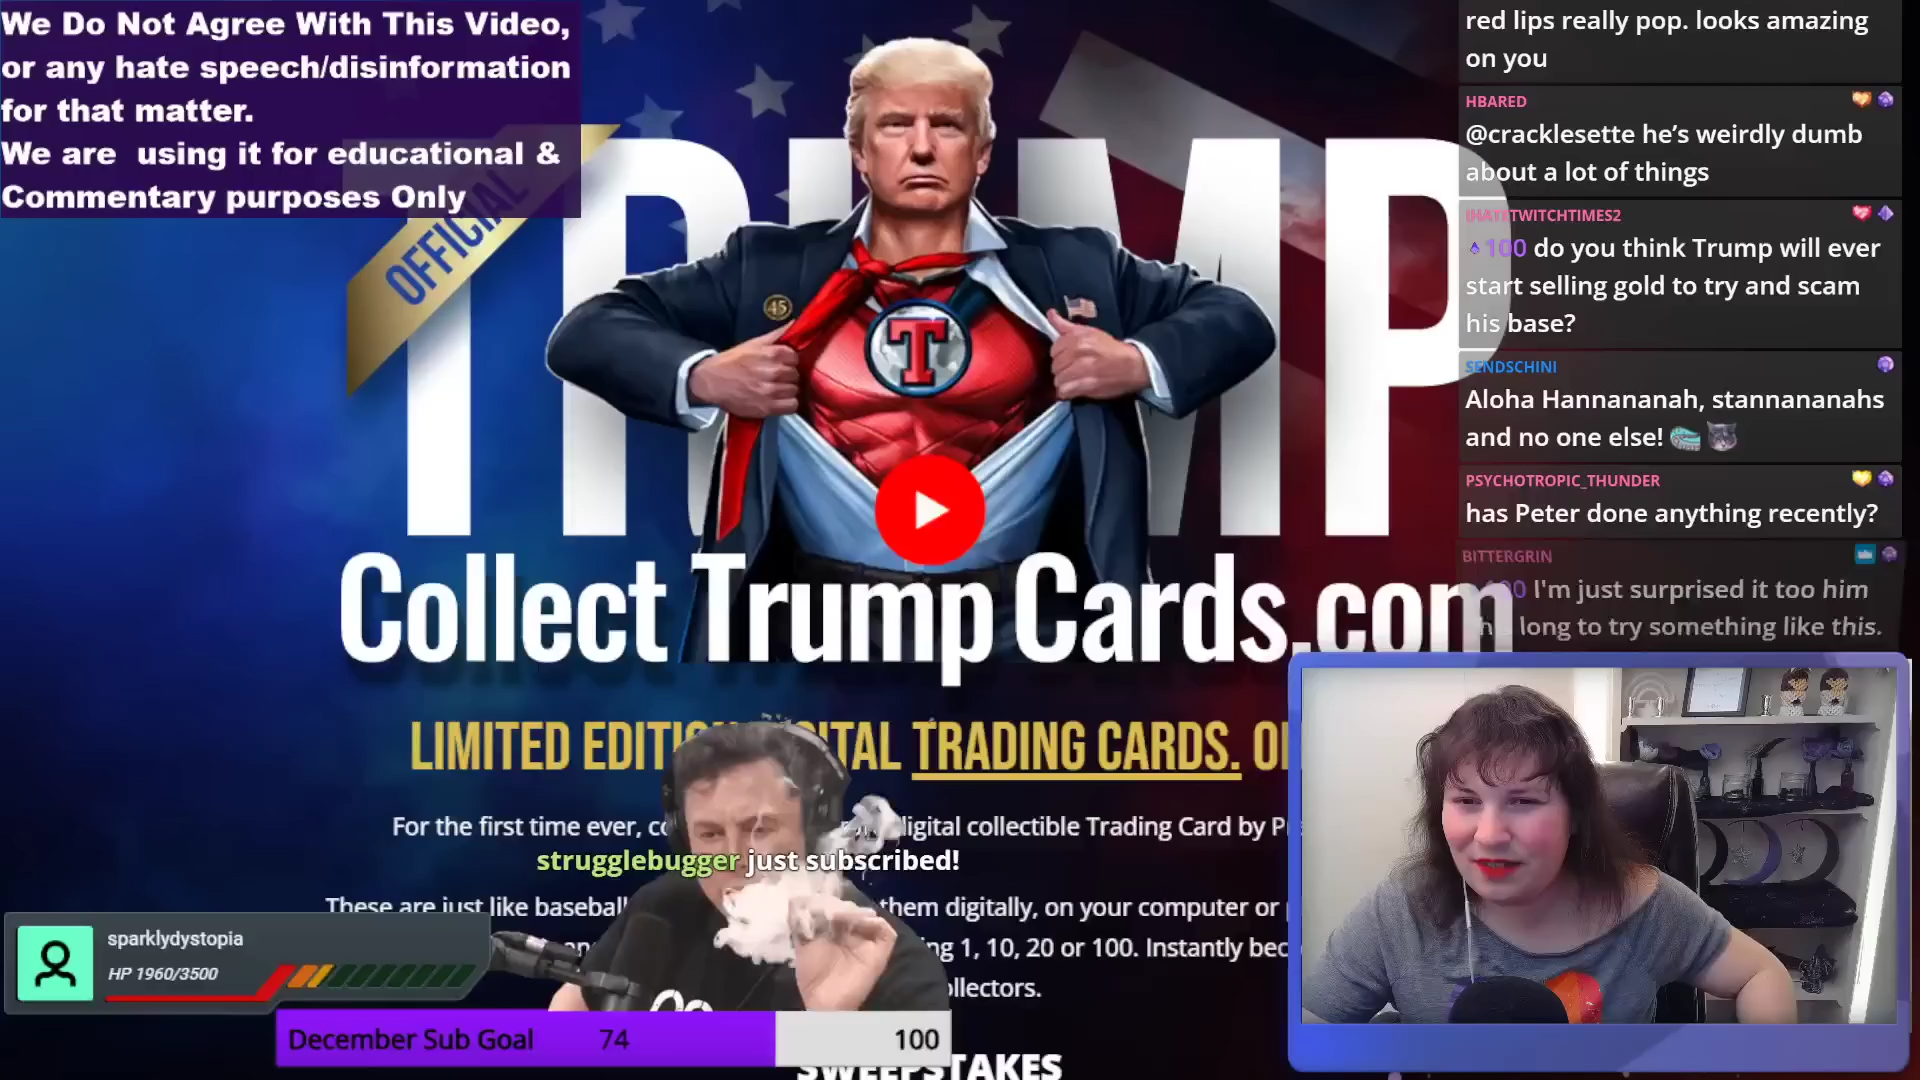 We Do Not Agree With This Video,
or any hate speech/disinformation
for that matter.
We are using it for educational &
Commentary purposes Only
OFFICIAL
TRUMP
45
T
Collect Trump Cards.com
LIMITED EDITI ITAL TRADING CARDS.
For the first time ever, digital collectible Trading Card by
These are just like baseball them digitally, on your computer or
1, 10, 20 or 100. Instantly
strugglebugger just subscribed!
sparklydystopia
HP 1960/3500
December Sub Goal 74 100
SWEEPSTAKES
red lips really pop. looks amazing
on you
HBARED
@cracklesette he’s weirdly dumb
about a lot of things
IHATETWITCHTIMES2
100 do you think Trump will ever
start selling gold to try and scam
his base?
SENDSCHINI
Aloha Hannananah, stannananahs
and no one else!
PSYCHOTROPIC_THUNDER
has Peter done anything recently?
BITTERGRIN
I'm just surprised it too him
long to try something like this.